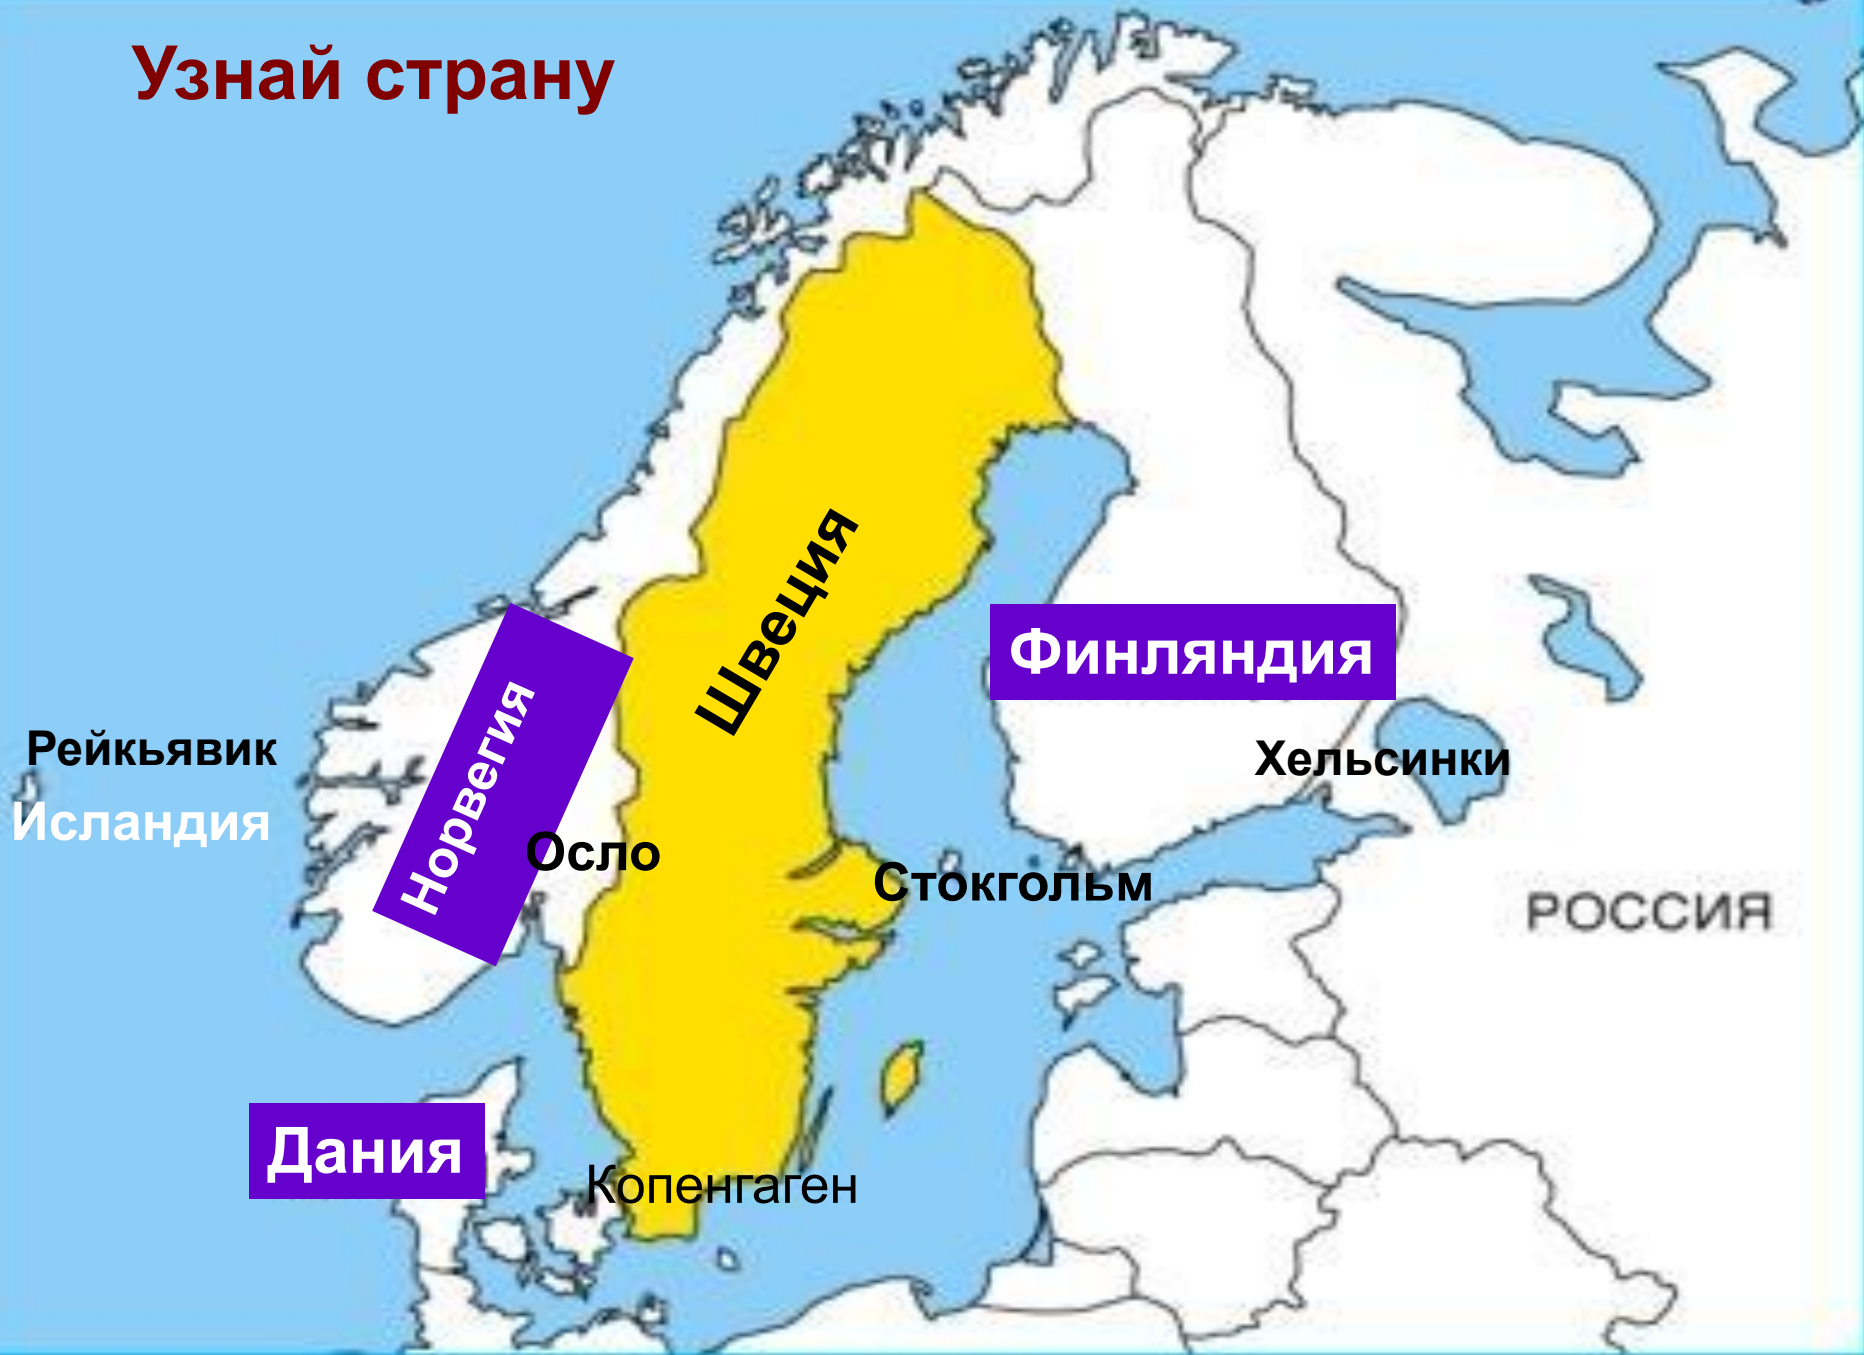 Узнай страну
Швеция
Финляндия
Норвегия
Рейкьявик
Хельсинки
Исландия
Осло
Стокгольм
РОССИЯ
Дания
Копенгаген